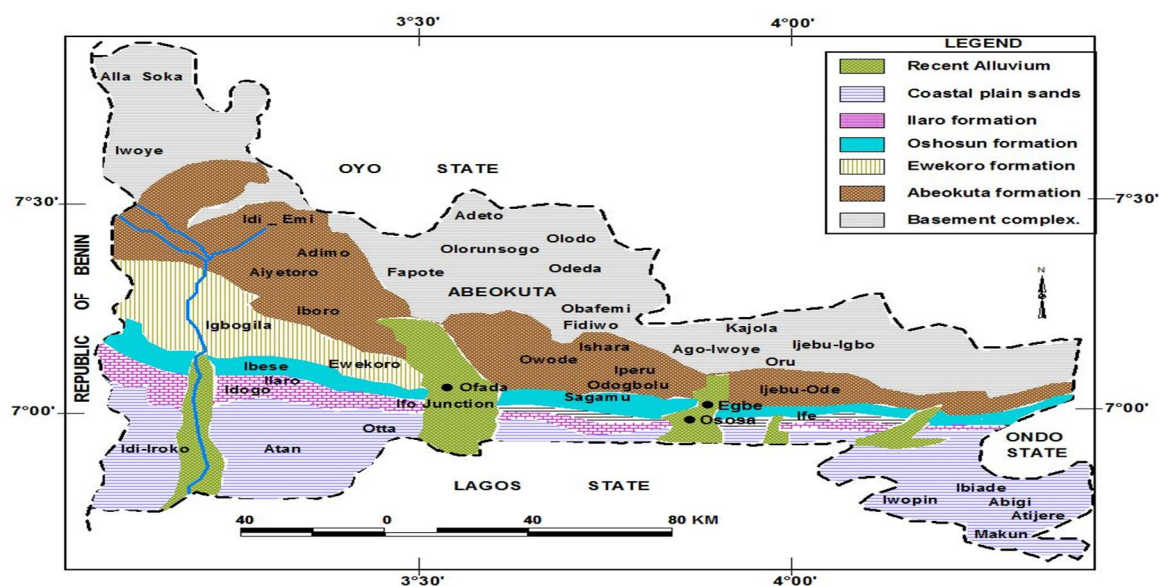 3°30'
4°00'
LEGEND
Recent Alluvium
Coastal plain sands
Ilaro formation
Oshosun formation
Ewekoro formation
Abeokuta formation
Basement complex.
Alla Soka
Iwoye
OYO STATE
7°30'
7°30'
Idi _ Emi
Adeto
Adimo
Olorunsogo
Olodo
Aiyetoro
Fapote
Odeda
ABEOKUTA
REPUBLIC OF BENIN
Iboro
Obafemi
Igbogila
Fidiwo
Kajola
Ishara
Ago-Iwoye
Ijebu-Igbo
Ewekoro
Owode
Oru
Ibese
Iperu
Ilaro
Ofada
Odogbolu
Ijebu-Ode
Idogo
Sagamu
Ifo Junction
Egbe
7°00'
7°00'
Ife
Ososa
Otta
Idi-Iroko
Atan
ONDO
STATE
LAGOS STATE
Ibiade
Iwopin
Abigi
Atijere
Makun
N
40 0 40 80 KM
3°30'
4°00'